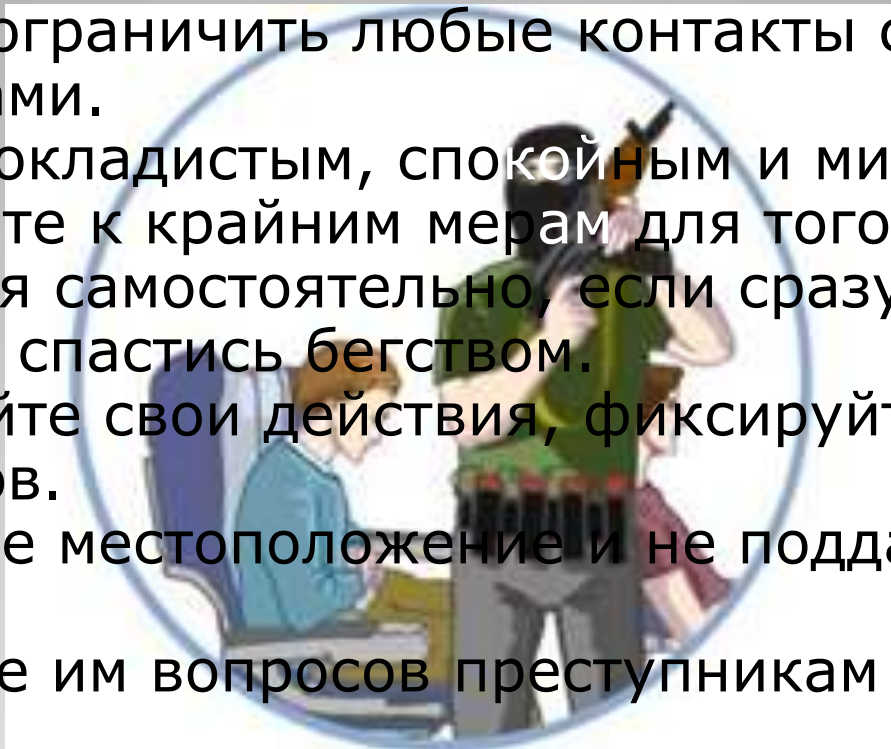 ограничить любые контакты с
ами.
окладистым, спокойным и ми
те к крайним мерам для того
я самостоятельно, если сразу
спастись бегством.
йте свои действия, фиксируйт
ов.
е местоположение и не подда
е им вопросов преступникам